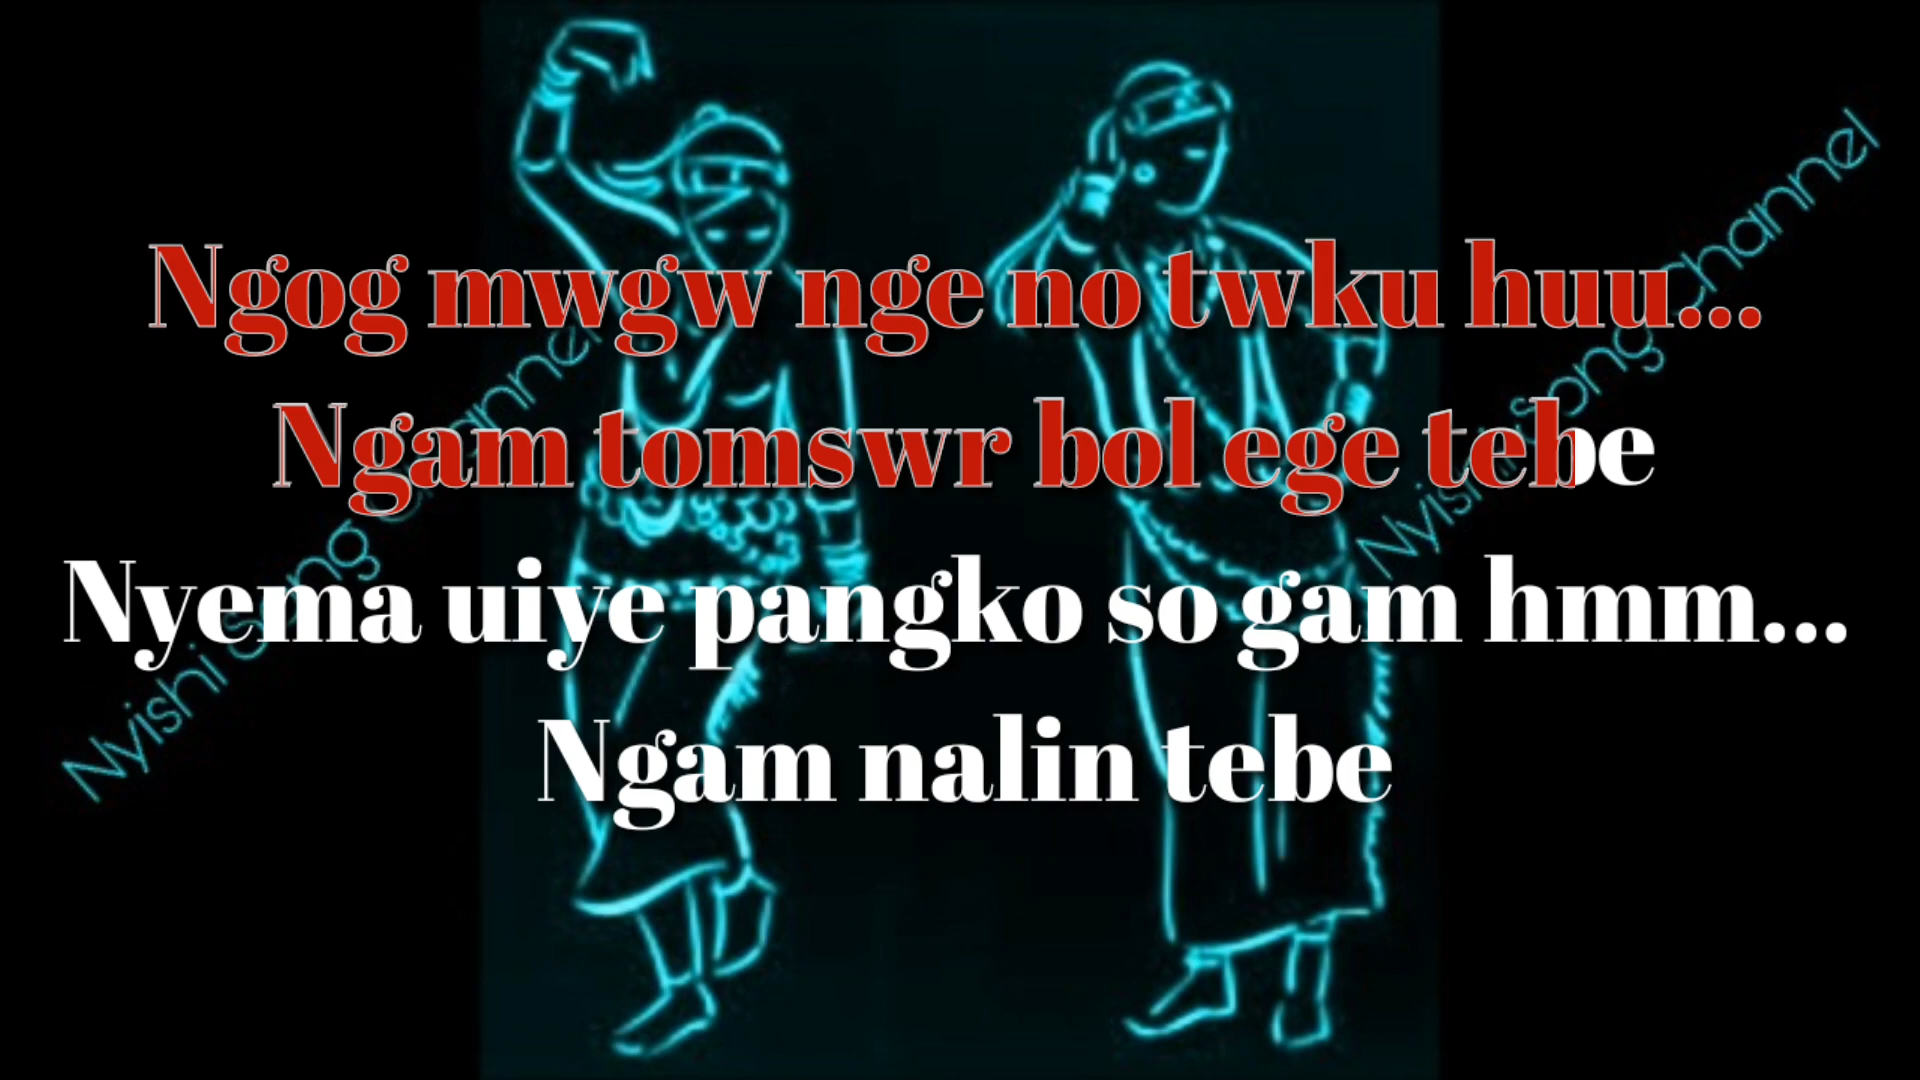 Ngog mwgw nge no twku huu...
Ngam tomswr bol ege tebe
Nyema uiye pangko so gam hmm...
Ngam nalin tebe
Nyishi Song Channel
Nyishi Song Channel